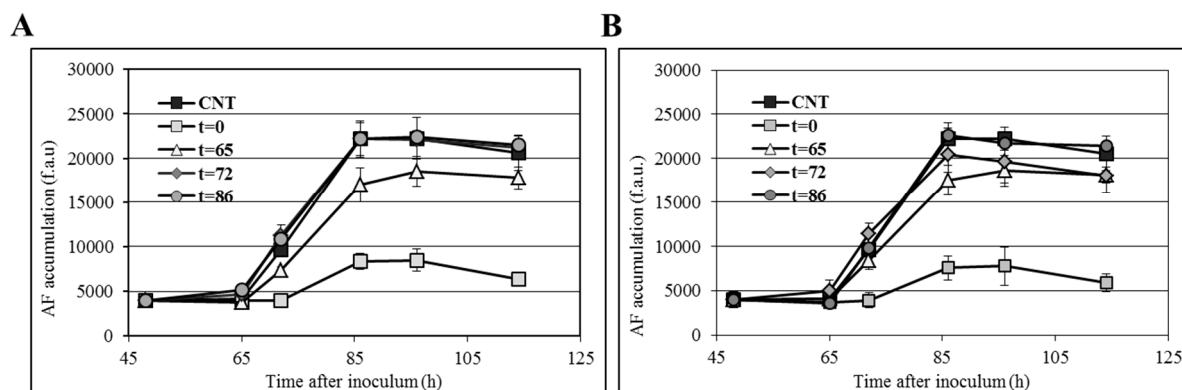 A
AF accumulation (f.a.u)
30000
25000
20000
15000
10000
5000
0
CNT
t=0
t=65
t=72
t=86
45 65 85 105 125
Time after inoculum (h)
B
AF accumulation (f.a.u.)
30000
25000
20000
15000
10000
5000
0
CNT
t=0
t=65
t=72
t=86
45 65 85 105 125
Time after inoculum (h)